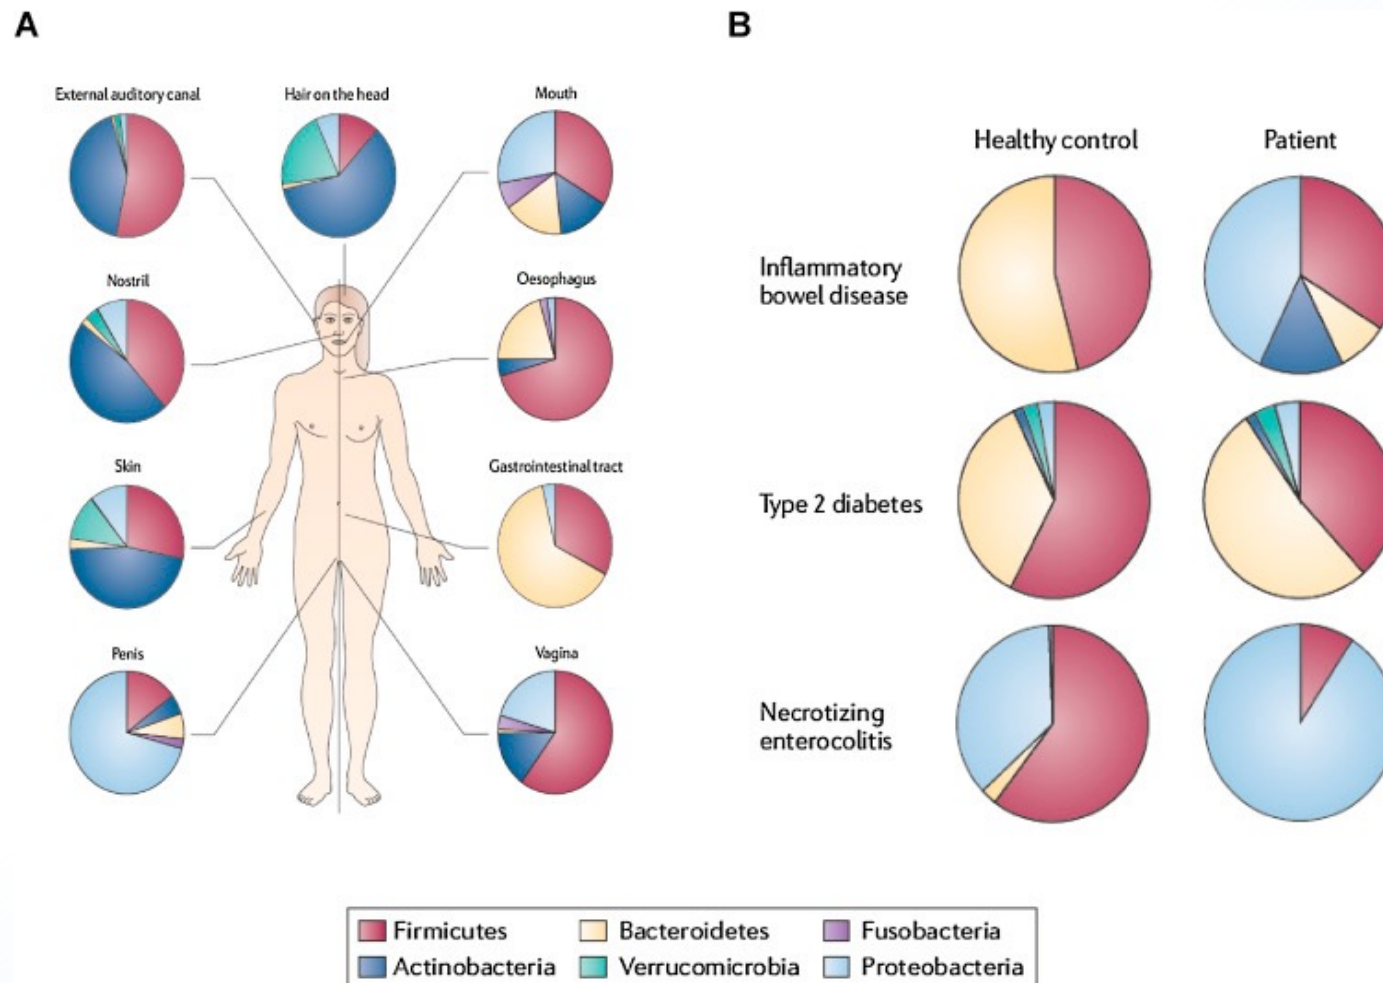 A
B
External auditory canal
Hair on the head
Mouth
Nostril
Oesophagus
Skin
Gastrointestinal tract
Penis
Vagina
Healthy control
Patient
Inflammatory
bowel disease
Type 2 diabetes
Necrotizing
enterocolitis
Firmicutes
Bacteroidetes
Fusobacteria
Actinobacteria
Verrucomicrobia
Proteobacteria